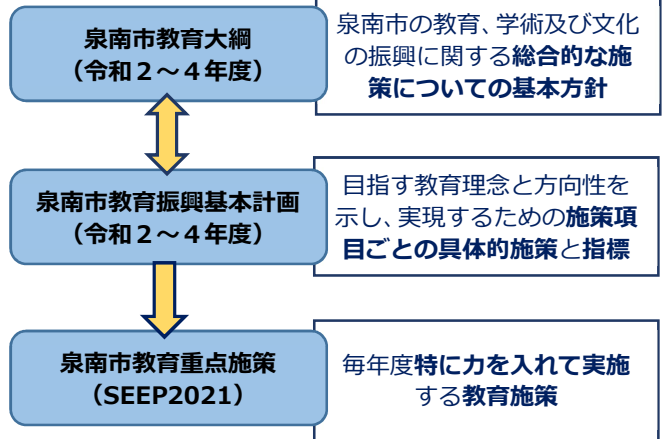 泉南市教育大綱
（令和２～４年度）
泉南市の教育、学術及び文化
の振興に関する総合的な施
策についての基本方針
泉南市教育振興基本計画
（令和２～４年度）
目指す教育理念と方向性を
示し、実現するための施策項
目ごとの具体的施策と指標
泉南市教育重点施策
（SEEP2021）
毎年度特に力を入れて実施
する教育施策